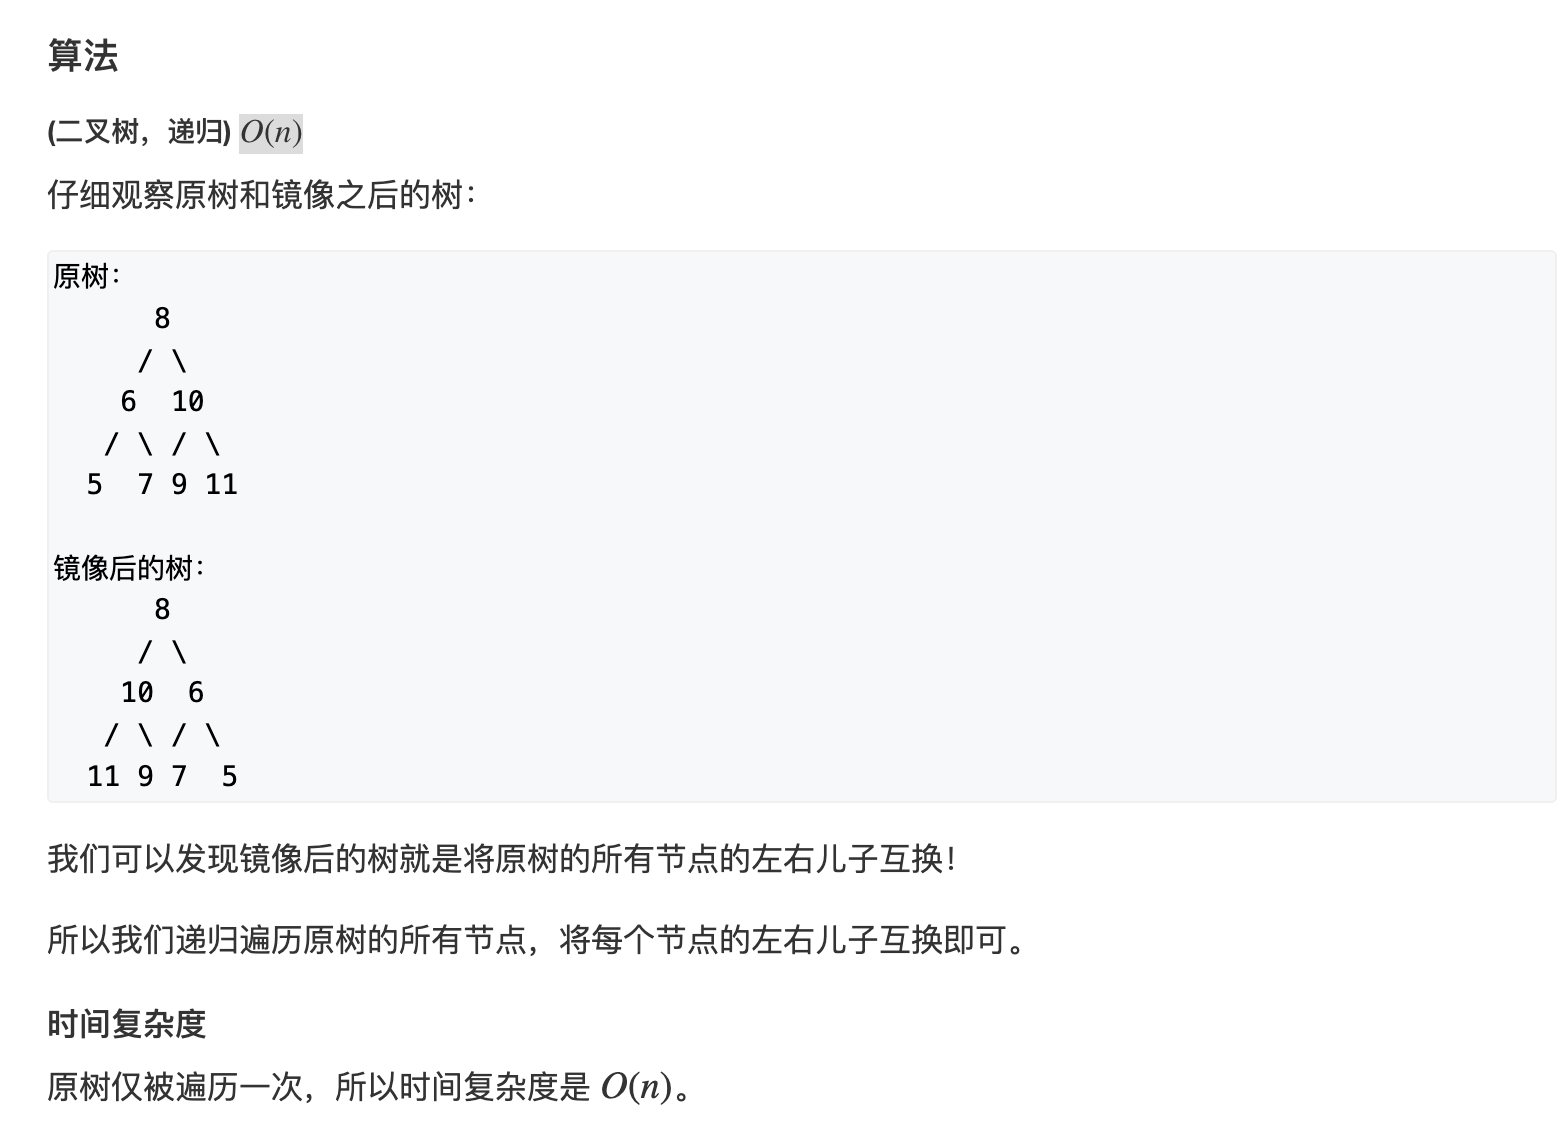 算法
(二叉树，递归) O(n)
仔细观察原树和镜像之后的树：
原树：
      8
     / \
    6  10
   / \ / \
  5  7 9 11
镜像后的树：
      8
     / \
    10  6
   / \ / \
  11 9 7  5
我们可以发现镜像后的树就是将原树的所有节点的左右儿子互换！
所以我们递归遍历原树的所有节点，将每个节点的左右儿子互换即可。
时间复杂度
原树仅被遍历一次，所以时间复杂度是 O(n)。